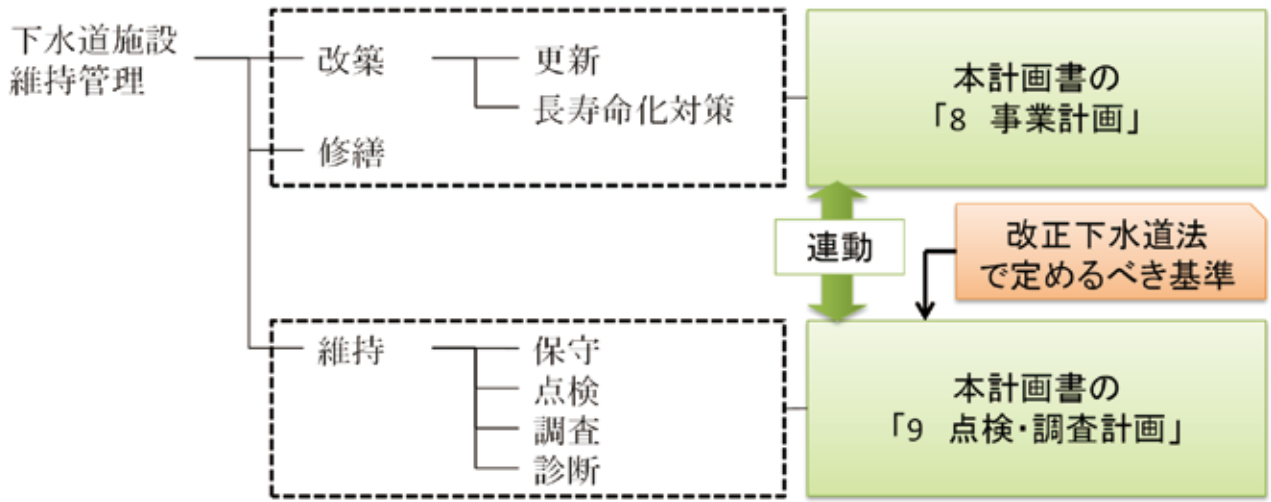 下水道施設
維持管理
改築
更新
長寿命化対策
修繕
本計画書の
「8 事業計画」
連動
改正下水道法
で定めるべき基準
維持
保守
点検
調査
診断
本計画書の
「9 点検・調査計画」